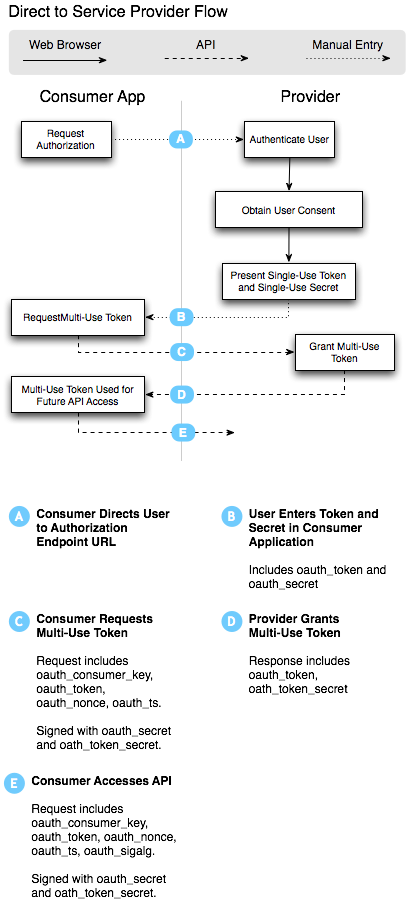 Direct to Service Provider Flow
Web Browser
API
Manual Entry
Consumer App
Provider
Request
Authorization
A
Authenticate User
Obtain User Consent
Present Single-Use Token
and Single-Use Secret
RequestMulti-Use Token
B
C
Grant Multi-Use
Token
Multi-Use Token Used for
Future API Access
D
E
A
Consumer Directs User
to Authorization
Endpoint URL
B
User Enters Token and
Secret in Consumer
Application
Includes oauth_token and
oauth_secret
C
Consumer Requests
Multi-Use Token
Request includes
oauth_consumer_key,
oauth_token,
oauth_nonce, oauth_ts.
Signed with oauth_secret
and oath_token_secret.
D
Provider Grants
Multi-Use Token
Response includes
oauth_token,
oath_token_secret
E
Consumer Accesses API
Request includes
oauth_consumer_key,
oauth_token, oauth_nonce,
oauth_ts, oauth_sigalg.
Signed with oauth_secret
and oath_token_secret.